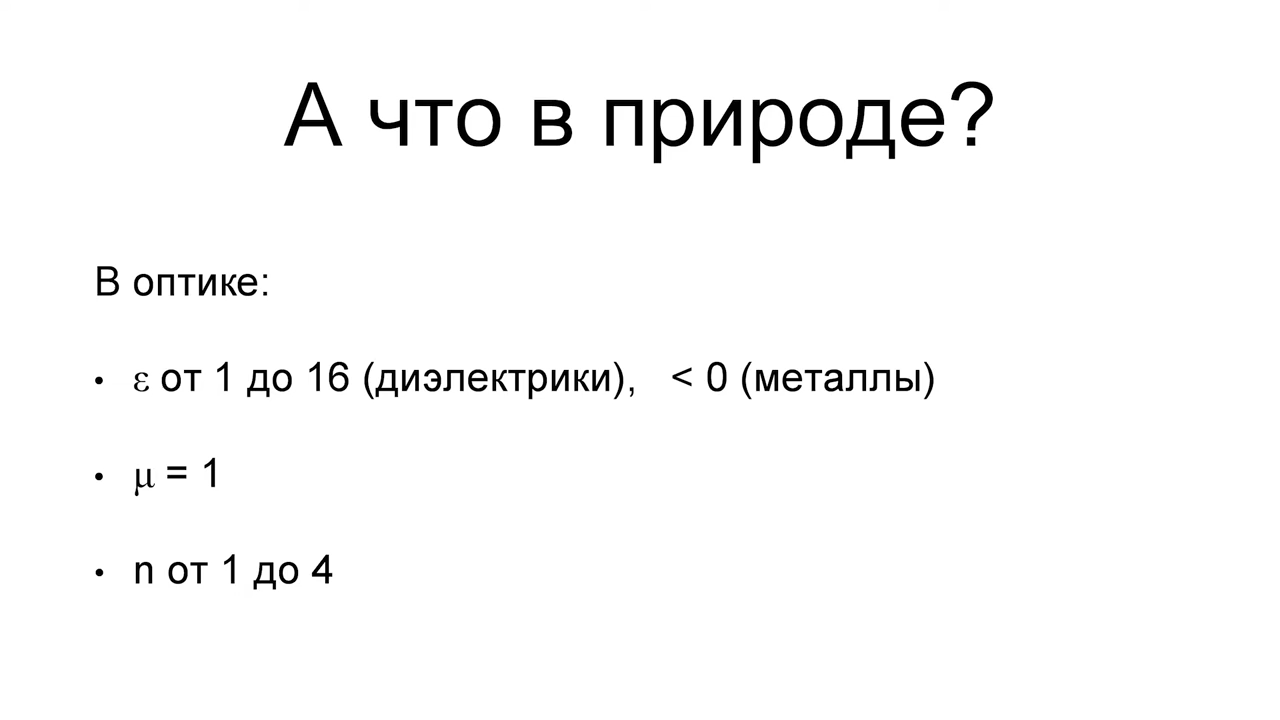 А что в природе?
В оптике:
• ε от 1 до 16 (диэлектрики), < 0 (металлы)
• μ = 1
• n от 1 до 4